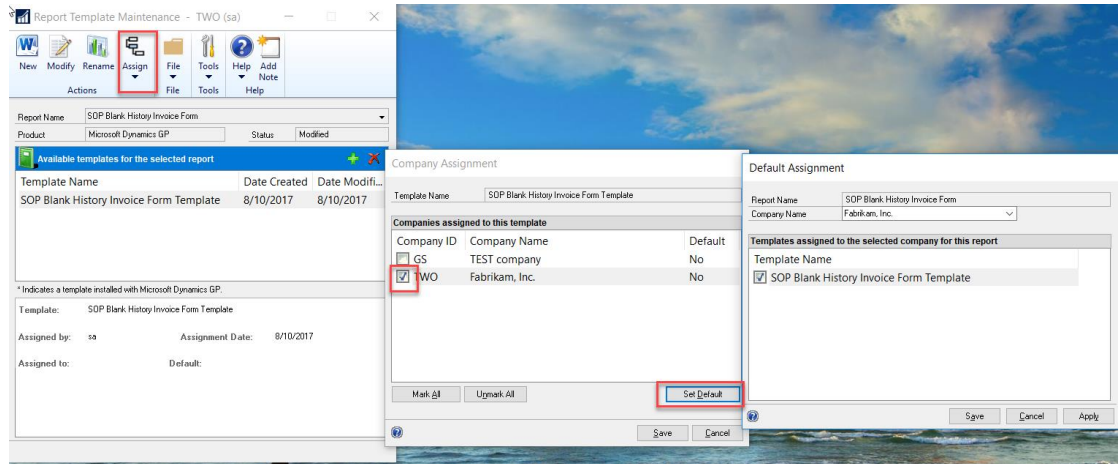 Report Template Maintenance - TWO (sa)
New Modify Rename Assign File Tools Help Add Note
Actions File Tools Help
Report Name SOP Blank History Invoice Form
Product Microsoft Dynamics GP Status Modified
Available templates for the selected report
Template Name Date Created Date Modifi...
SOP Blank History Invoice Form Template 8/10/2017 8/10/2017
* Indicates a template installed with Microsoft Dynamics GP.
Template: SOP Blank History Invoice Form Template
Assigned by: sa Assignment Date: 8/10/2017
Assigned to: Default:
Company Assignment
Template Name SOP Blank History Invoice Form Template
Companies assigned to this template
Company ID Company Name Default
GS TEST company No
TWO Fabrikam, Inc. No
Mark All Unmark All Set Default
Save Cancel
Default Assignment
Report Name SOP Blank History Invoice Form
Company Name Fabrikam, Inc.
Templates assigned to the selected company for this report
Template Name
SOP Blank History Invoice Form Template
Save Cancel Apply